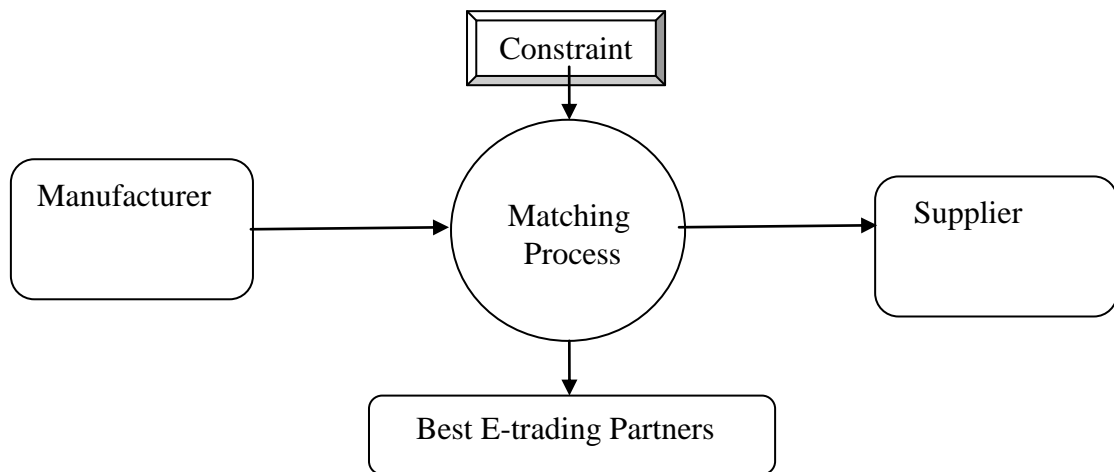 Constraint
Manufacturer
Matching
Process
Supplier
Best E-trading Partners